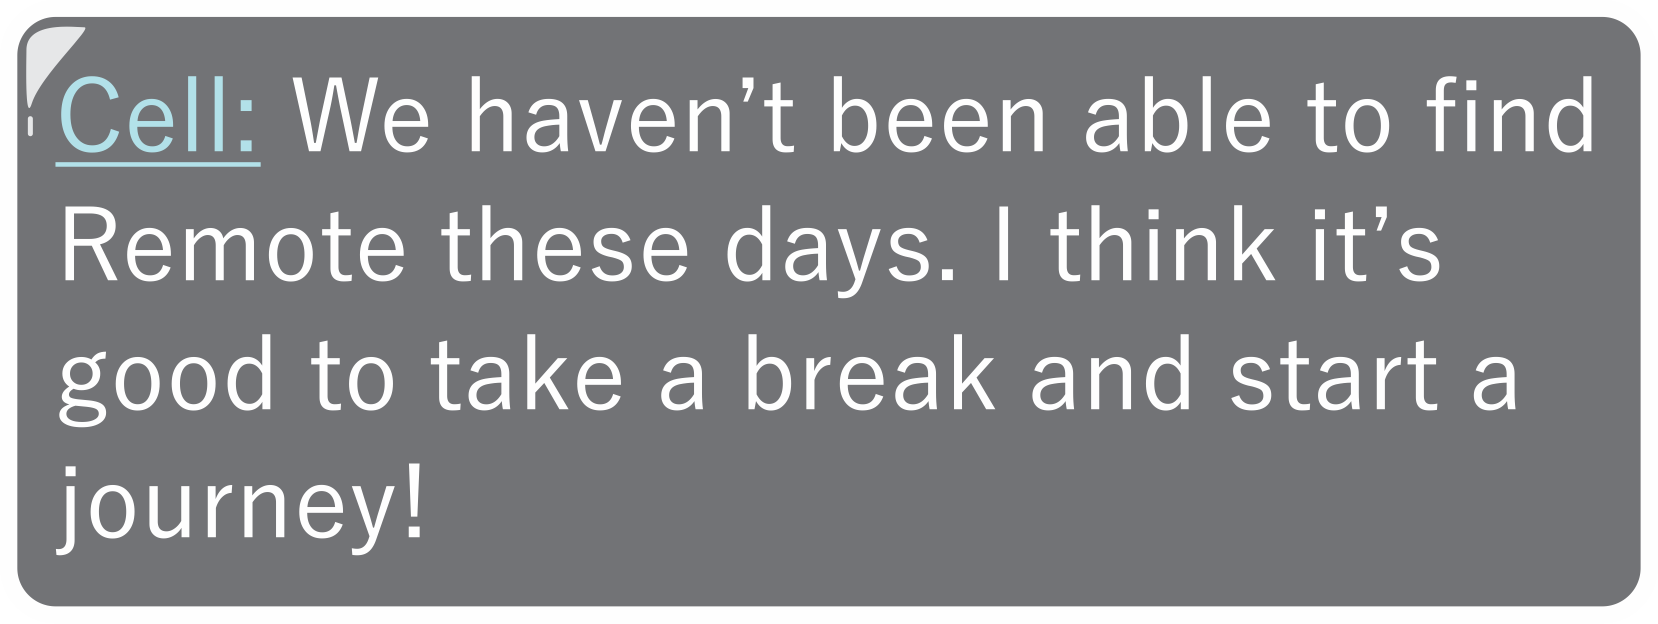 Cell: We haven’t been able to find
Remote these days. I think it’s
good to take a break and start a
journey!